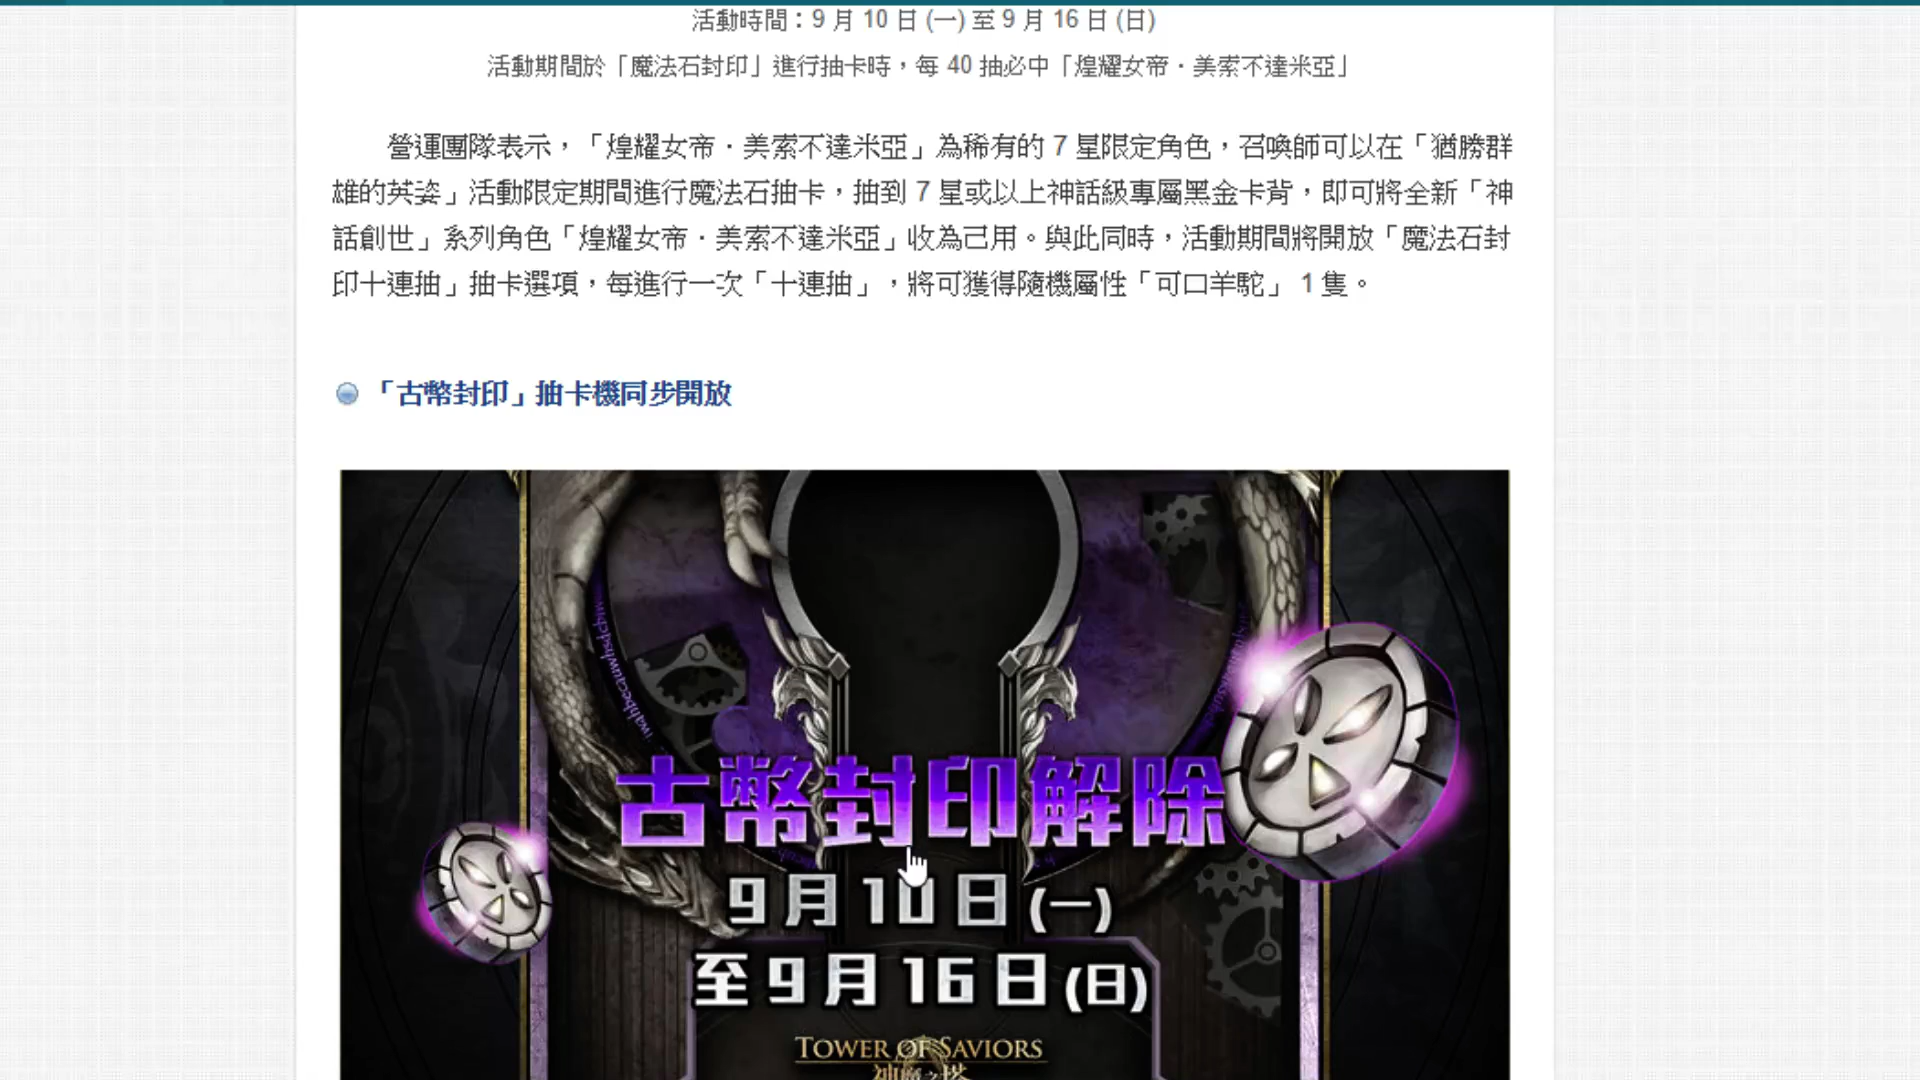 活動時間：9 月 10 日 (一) 至 9 月 16 日 (日)
活動期間於「魔法石封印」進行抽卡時，每 40 抽必中「煌耀女帝．美索不達米亞」
營運團隊表示，「煌耀女帝．美索不達米亞」為稀有的 7 星限定角色，召喚師可以在「猶勝群
雄的英姿」活動限定期間進行魔法石抽卡，抽到 7 星或以上神話級專屬黑金卡背，即可將全新「神
話創世」系列角色「煌耀女帝．美索不達米亞」收為己用。與此同時，活動期間將開放「魔法石封
印十連抽」抽卡選項，每進行一次「十連抽」，將可獲得隨機屬性「可口羊駝」 1 隻。
「古幣封印」抽卡機同步開放
古幣封印解除
9月10日(一)
至9月16日(日)
TOWER OF SAVIORS
神魔之塔